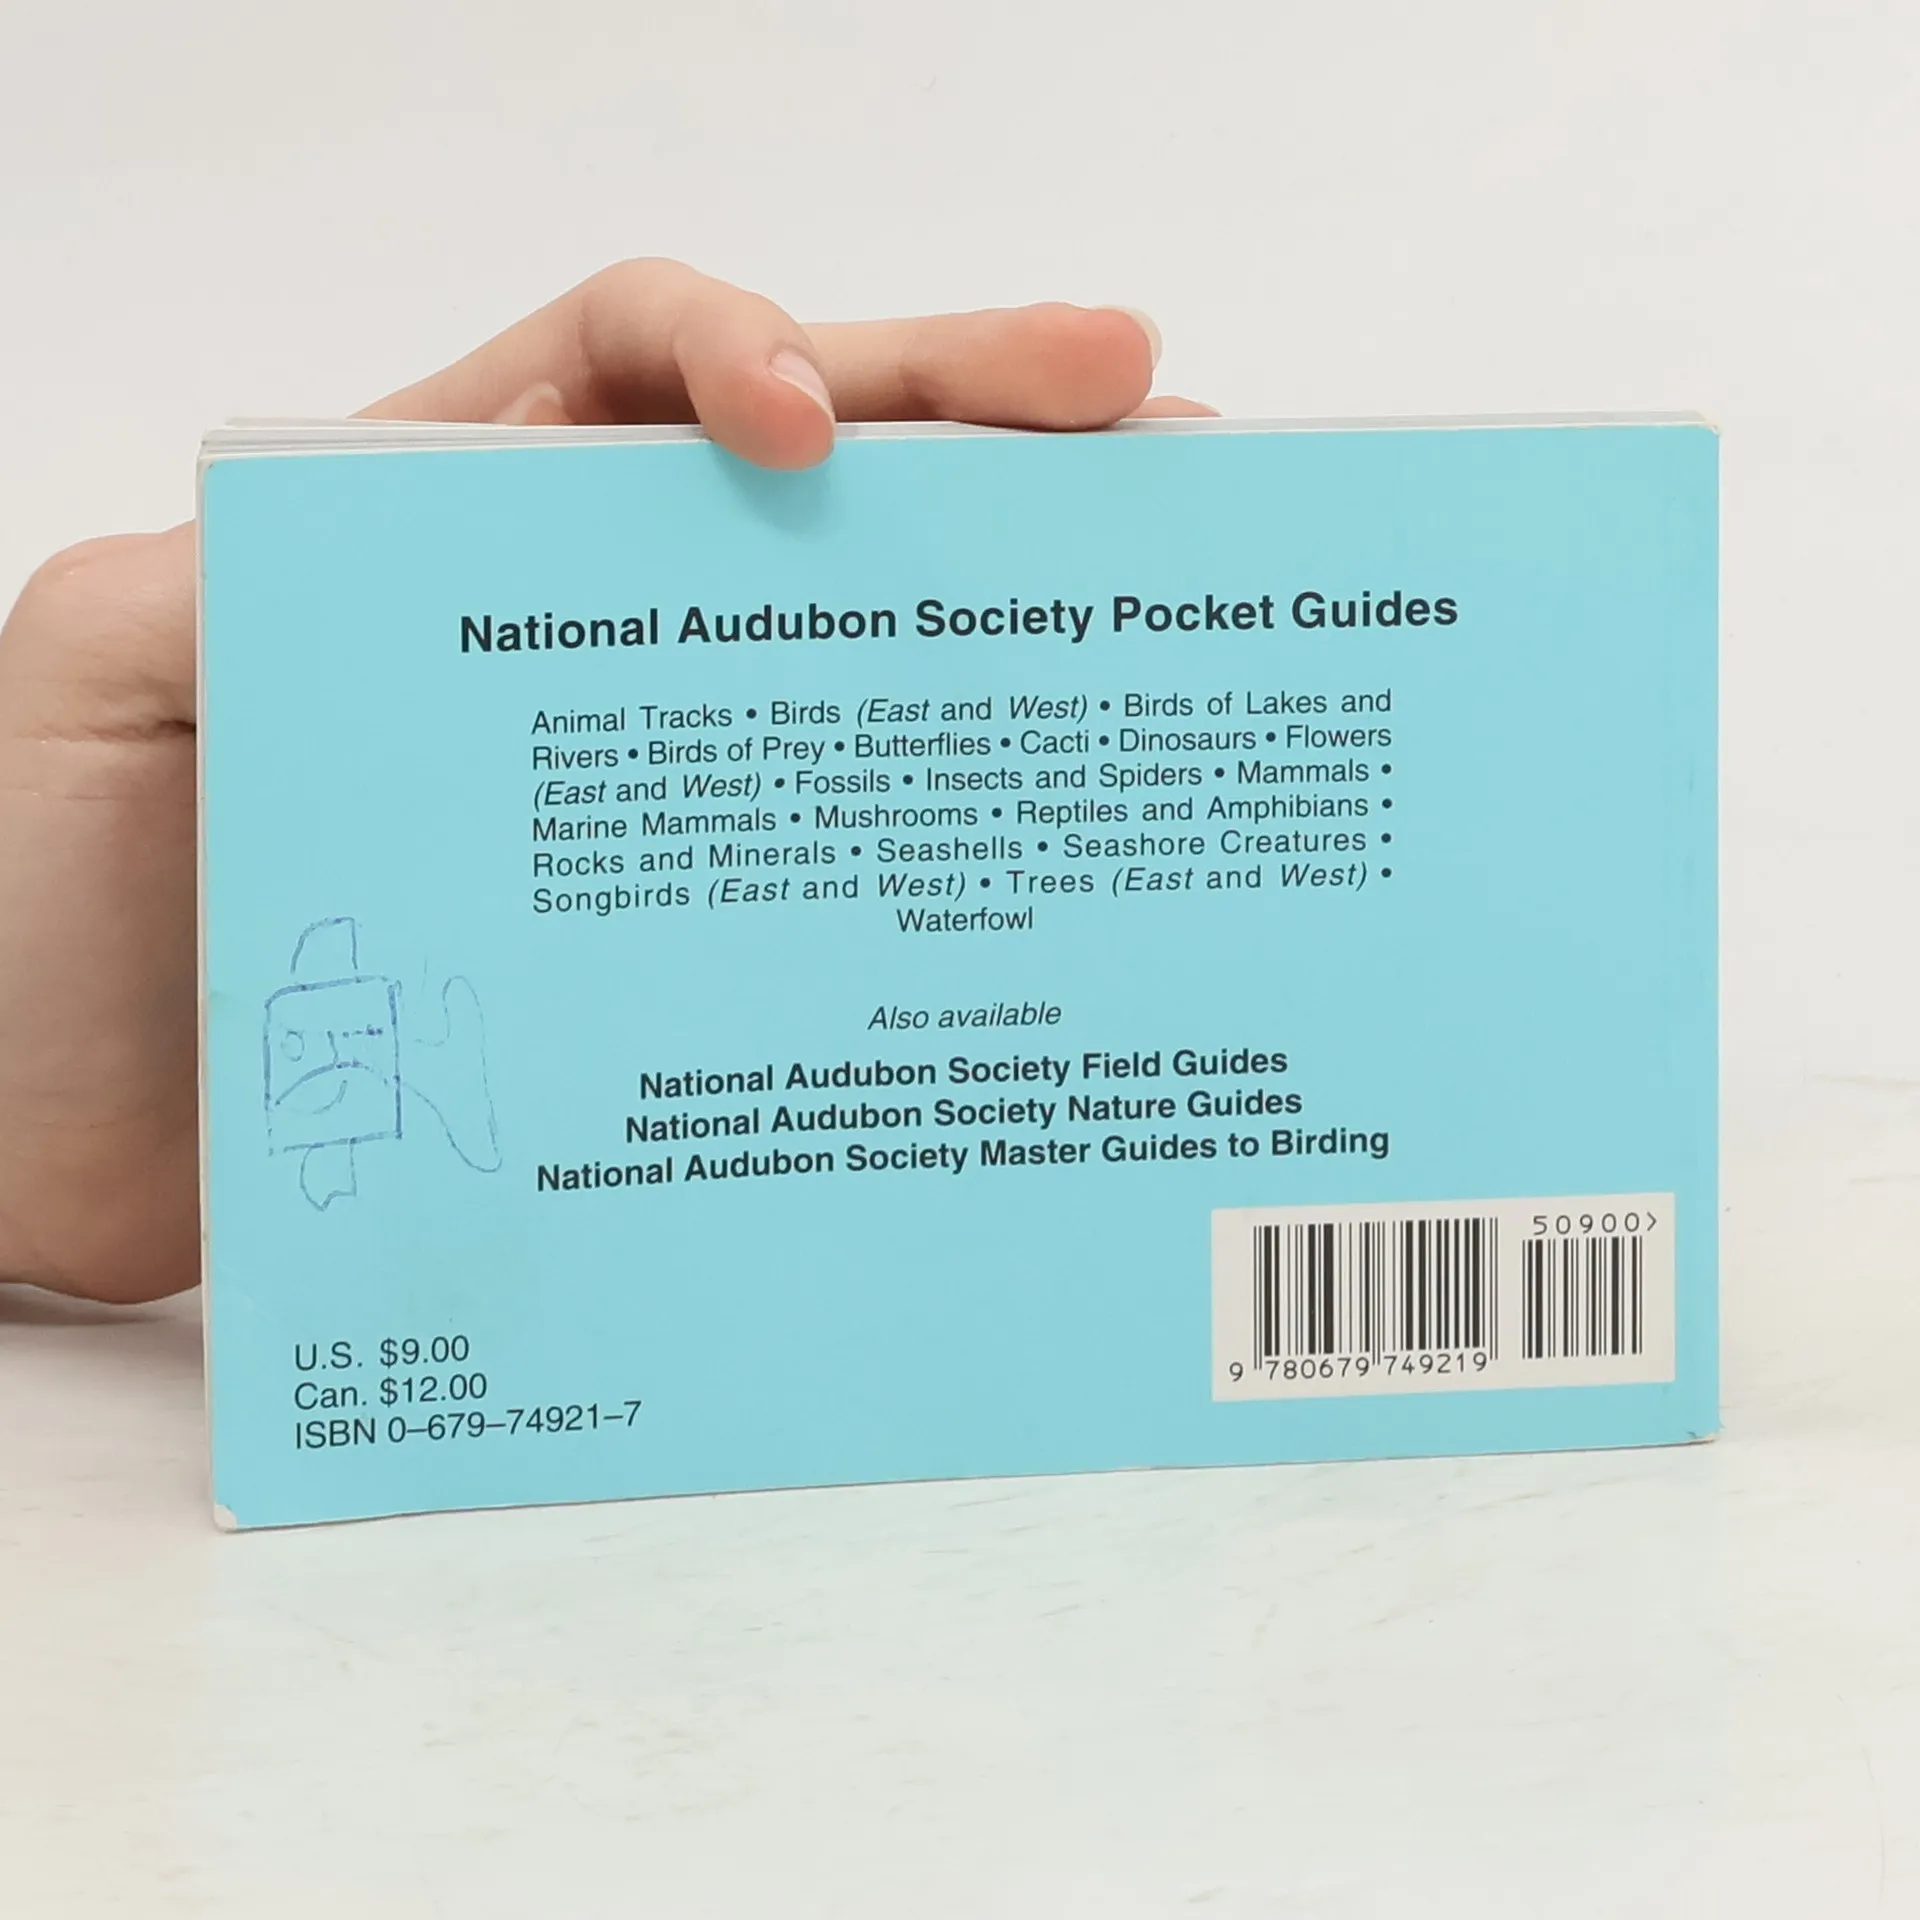 National Audubon Society Pocket Guides
Animal Tracks • Birds (East and West) • Birds of Lakes and
Rivers • Birds of Prey • Butterflies • Cacti • Dinosaurs • Flowers
(East and West) • Fossils • Insects and Spiders • Mammals •
Marine Mammals • Mushrooms • Reptiles and Amphibians •
Rocks and Minerals • Seashells • Seashore Creatures •
Songbirds (East and West) • Trees (East and West) •
Waterfowl
Also available
National Audubon Society Field Guides
National Audubon Society Nature Guides
National Audubon Society Master Guides to Birding
U.S. $9.00
Can. $12.00
ISBN 0–679–74921–7
50900>
9 780679 749219